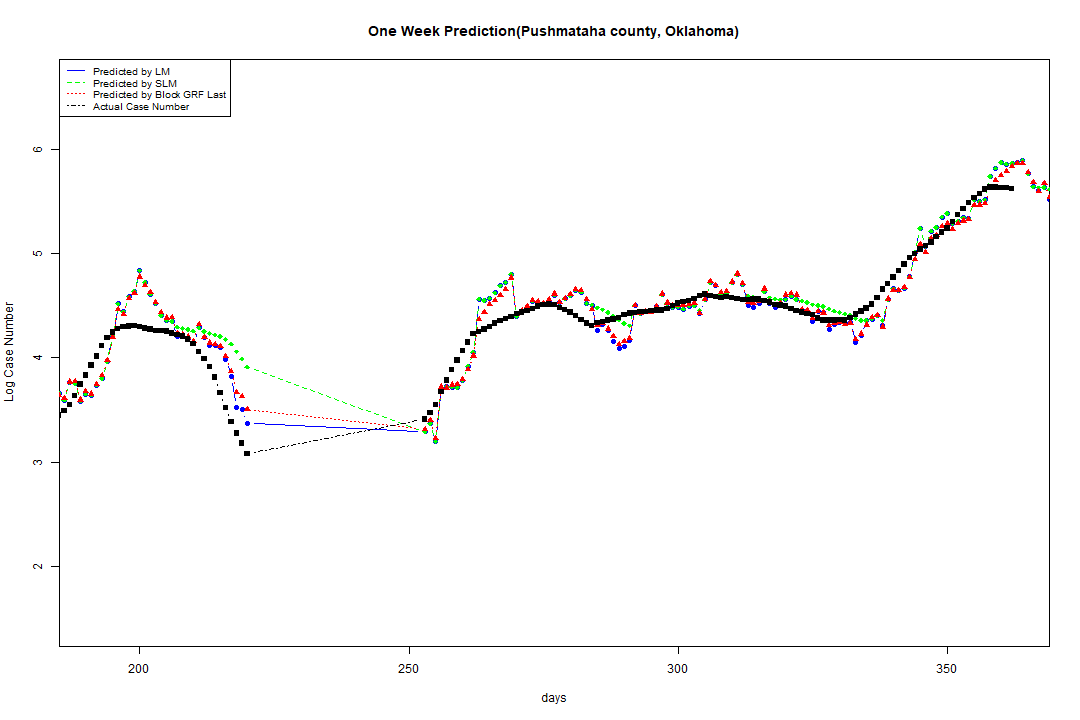 One Week Prediction(Pushmataha county, Oklahoma)
Predicted by LM
Predicted by SLM
Predicted by Block GRF Last
Actual Case Number
6
5
4
3
2
Log Case Number
200 250 300 350
days